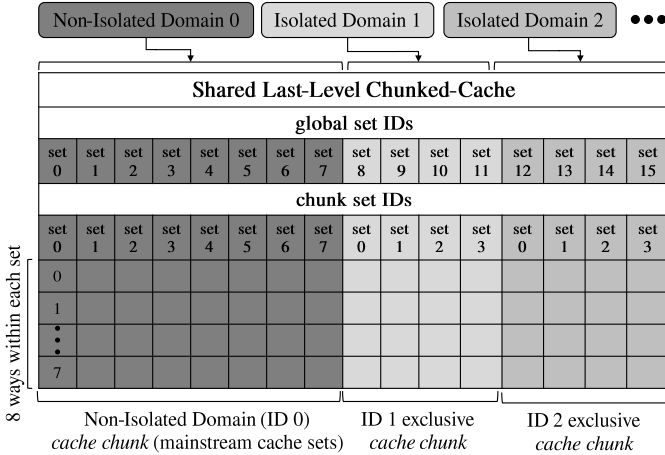 Non-Isolated Domain 0 Isolated Domain 1 Isolated Domain 2 •••
Shared Last-Level Chunked-Cache
global set IDs
set set set set set set set set set set set set set set set set
0 1 2 3 4 5 6 7 8 9 10 11 12 13 14 15
chunk set IDs
set set set set set set set set set set set set set set set set
0 1 2 3 4 5 6 7 0 1 2 3 0 1 2 3
8 ways within each set
0
1
7
Non-Isolated Domain (ID 0) ID 1 exclusive ID 2 exclusive
cache chunk (mainstream cache sets) cache chunk cache chunk